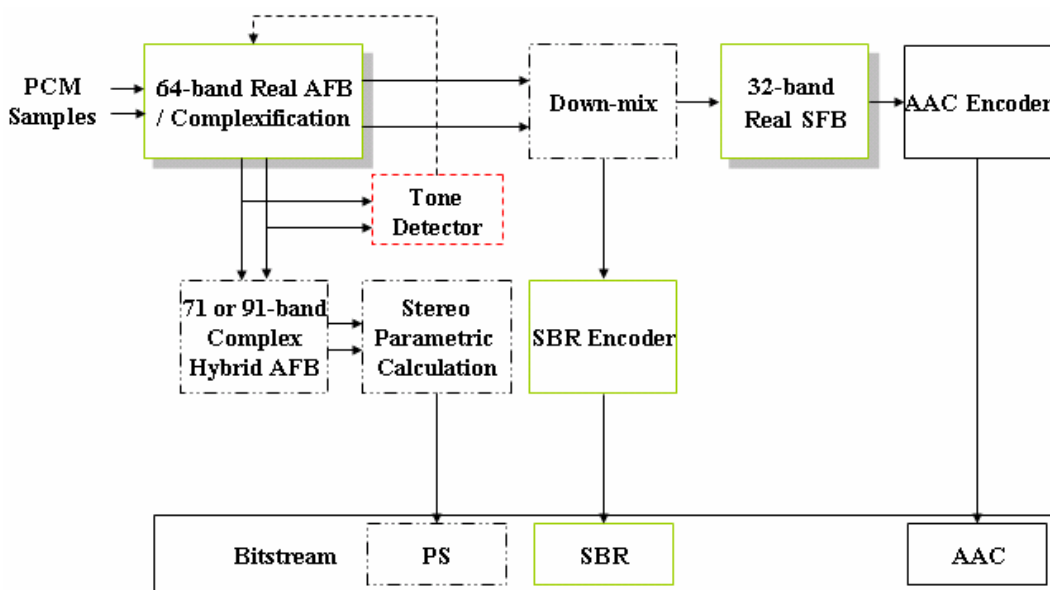 PCM
Samples
64-band Real AFB
/ Complexification
Down-mix
32-band
Real SFB
AAC Encoder
Tone
Detector
71 or 91-band
Complex
Hybrid AFB
Stereo
Parametric
Calculation
SBR Encoder
Bitstream
PS
SBR
AAC